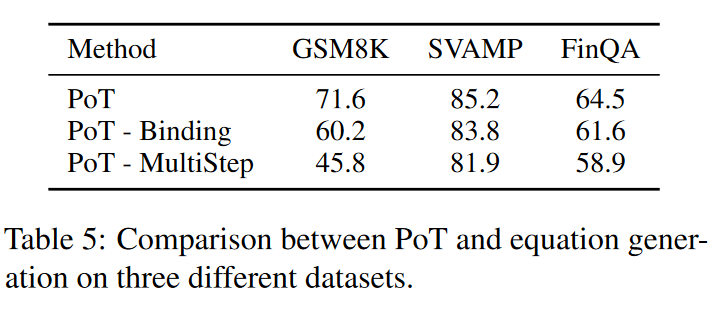 Method GSM8K SVAMP FinQA
PoT 71.6 85.2 64.5
PoT - Binding 60.2 83.8 61.6
PoT - MultiStep 45.8 81.9 58.9
Table 5: Comparison between PoT and equation gener-
ation on three different datasets.